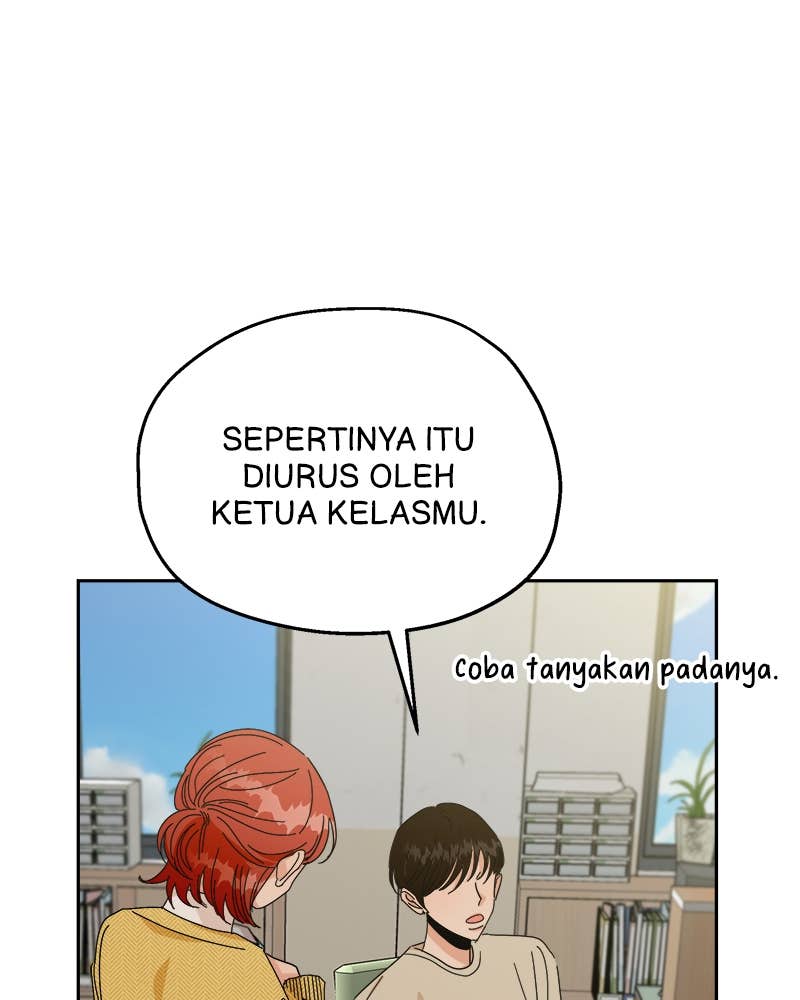 SEPERTINYA ITU
DIURUS OLEH
KETUA KELASMU.
Coba tanyakan padanya.